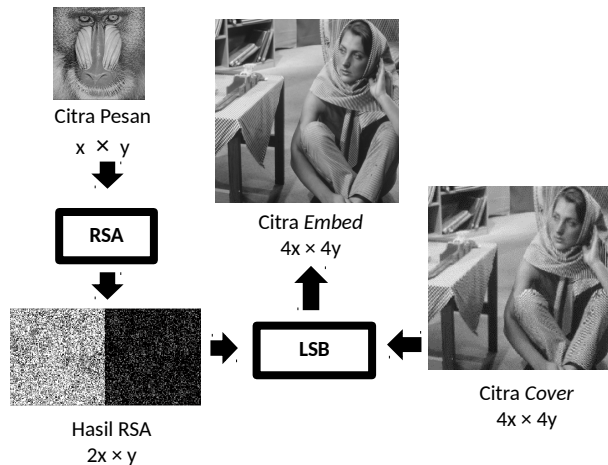 Citra Pesan
x × y
RSA
Hasil RSA
2x × y
Citra Embed
4x × 4y
LSB
Citra Cover
4x × 4y